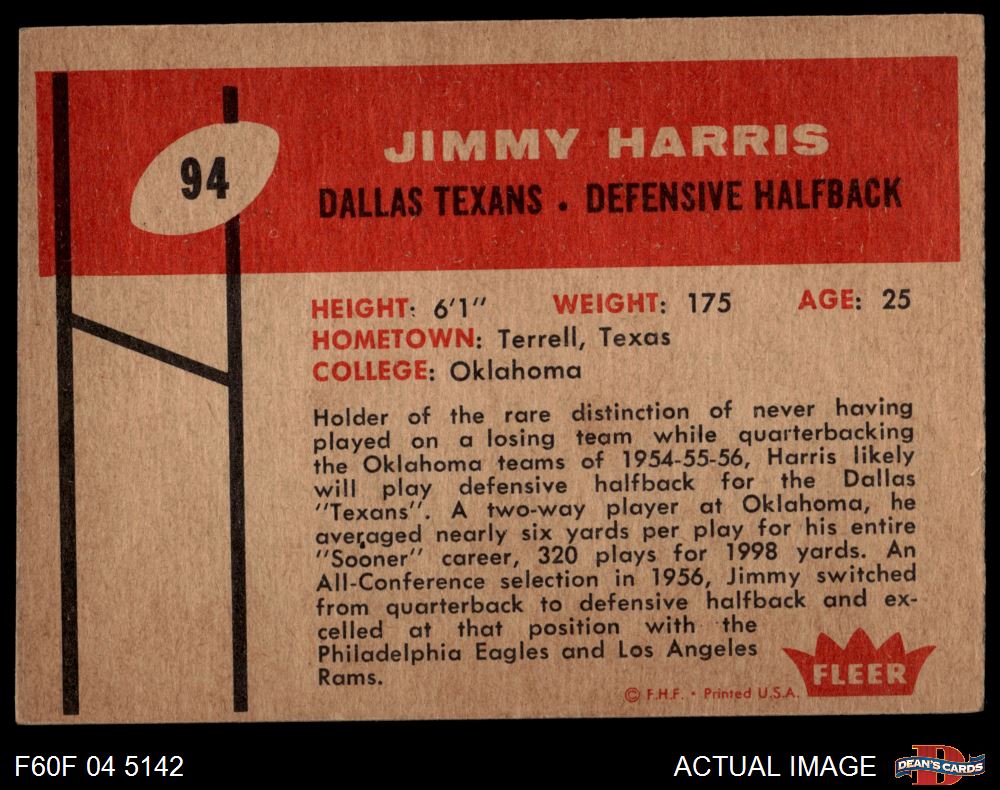 94
JIMMY HARRIS
DALLAS TEXANS . DEFENSIVE HALFBACK
HEIGHT: 6'1" WEIGHT: 175 AGE: 25
HOMETOWN: Terrell, Texas
COLLEGE: Oklahoma
Holder of the rare distinction of never having
played on a losing team while quarterbacking
the Oklahoma teams of 1954-55-56, Harris likely
will play defensive halfback for the Dallas
"Texans". A two-way player at Oklahoma, he
averaged nearly six yards per play for his entire
"Sooner" career, 320 plays for 1998 yards. An
All-Conference selection in 1956, Jimmy switched
from quarterback to defensive halfback and ex-
celled at that position with the
Philadelphia Eagles and Los Angeles
Rams.
FLEER
© F.H.F. • Printed U.S.A.
F60F 04 5142
ACTUAL IMAGE
DEAN'S CARDS